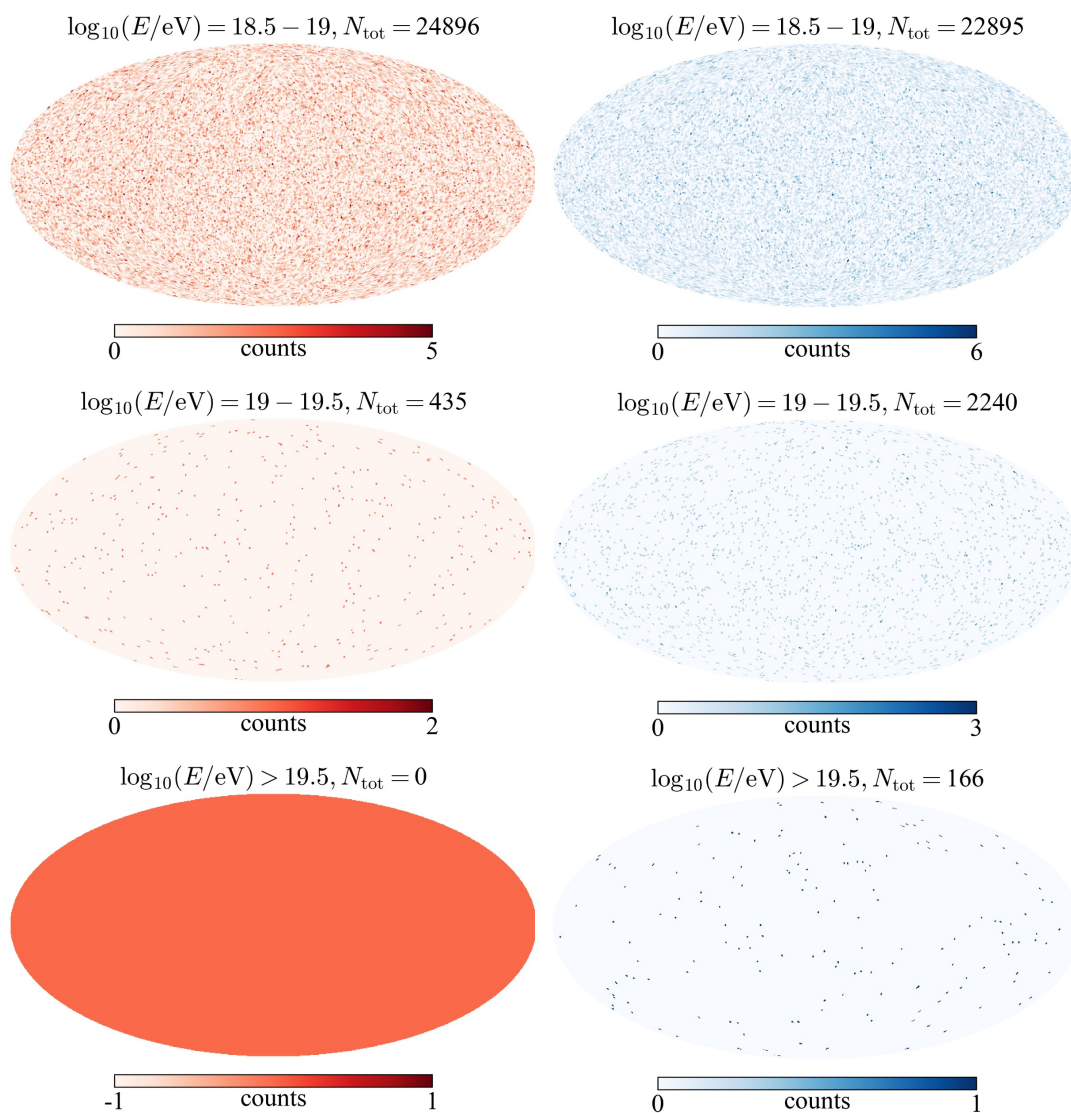 log₁₀(E/eV) = 18.5 − 19, Nₜₒₜ = 24896
0 counts 5
log₁₀(E/eV) = 18.5 − 19, Nₜₒₜ = 22895
0 counts 6
log₁₀(E/eV) = 19 − 19.5, Nₜₒₜ = 435
0 counts 2
log₁₀(E/eV) = 19 − 19.5, Nₜₒₜ = 2240
0 counts 3
log₁₀(E/eV) > 19.5, Nₜₒₜ = 0
-1 counts 1
log₁₀(E/eV) > 19.5, Nₜₒₜ = 166
0 counts 1